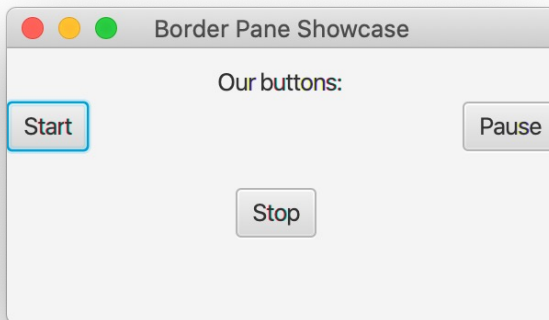 Border Pane Showcase
Our buttons:
Start
Pause
Stop